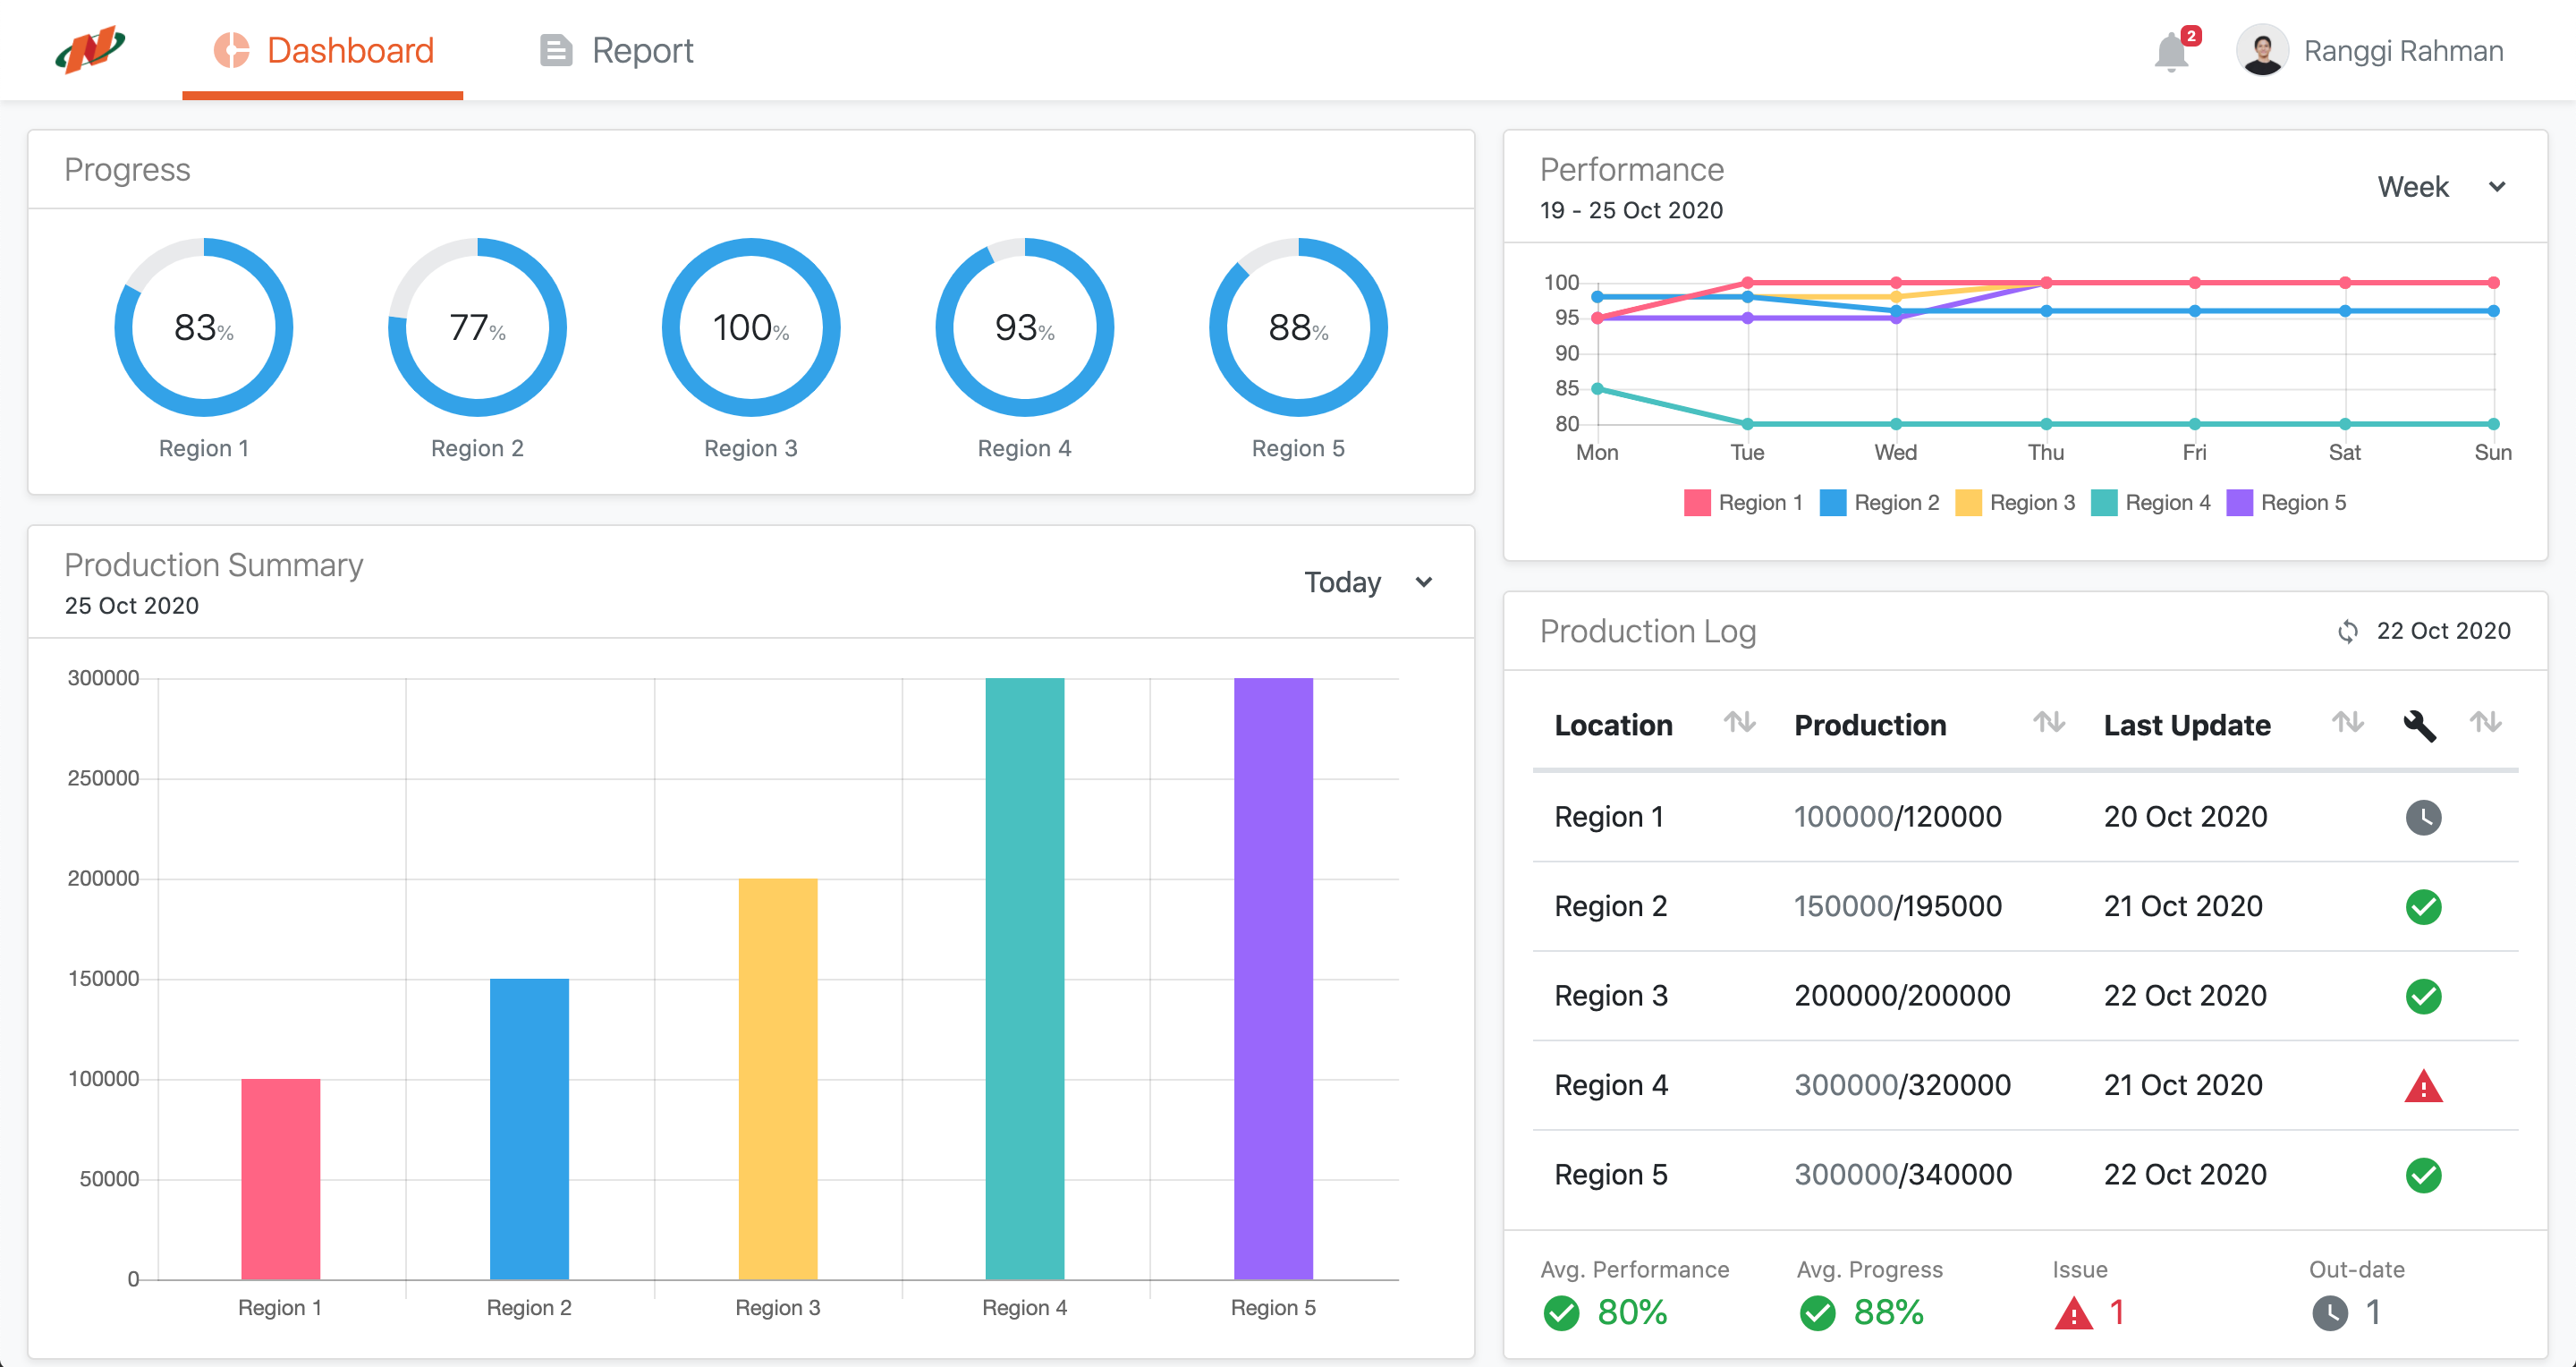 Dashboard
Report
2
Ranggi Rahman
Progress
83%
77%
100%
93%
88%
Region 1
Region 2
Region 3
Region 4
Region 5
Performance
19 - 25 Oct 2020
Week
100
95
90
85
80
Mon Tue Wed Thu Fri Sat Sun
Region 1 Region 2 Region 3 Region 4 Region 5
Production Summary
25 Oct 2020
Today
300000
250000
200000
150000
100000
50000
0
Region 1 Region 2 Region 3 Region 4 Region 5
Production Log
22 Oct 2020
Location Production Last Update
Region 1 100000/120000 20 Oct 2020
Region 2 150000/195000 21 Oct 2020
Region 3 200000/200000 22 Oct 2020
Region 4 300000/320000 21 Oct 2020
Region 5 300000/340000 22 Oct 2020
Avg. Performance Avg. Progress Issue Out-date
80% 88% 1 1